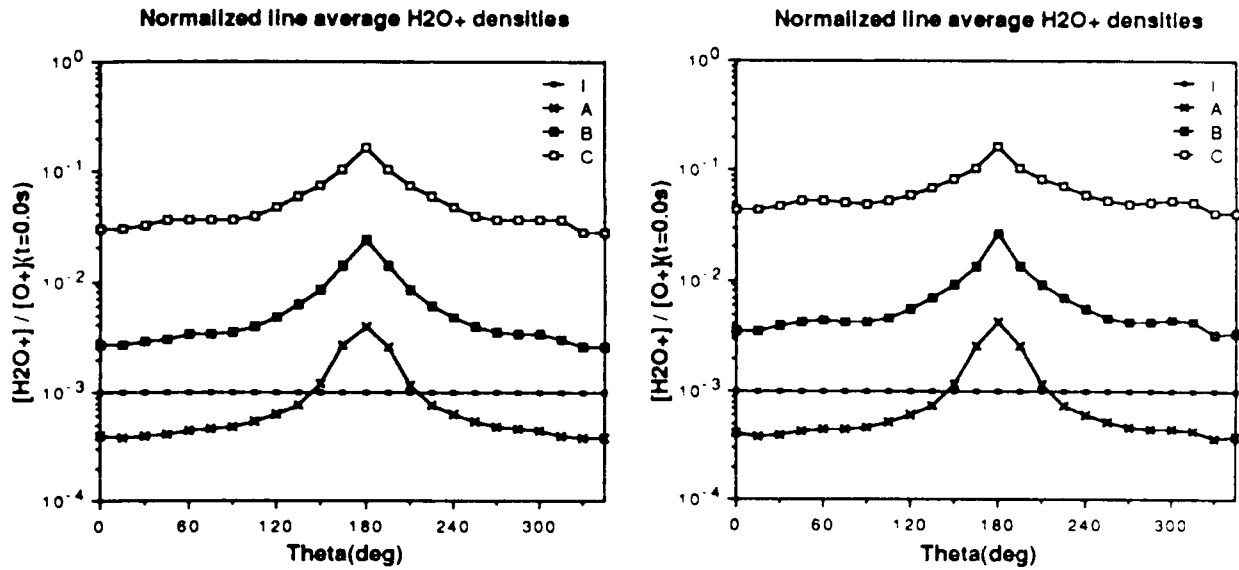 Normalized line average H2O+ densities
10^0
10^-1
10^-2
10^-3
10^-4
[H2O+] / [O+](t=0.0s)
I
A
B
C
0 60 120 180 240 300
Theta(deg)
Normalized line average H2O+ densities
10^0
10^-1
10^-2
10^-3
10^-4
[H2O+] / [O+](t=0.0s)
I
A
B
C
0 60 120 180 240 300
Theta(deg)